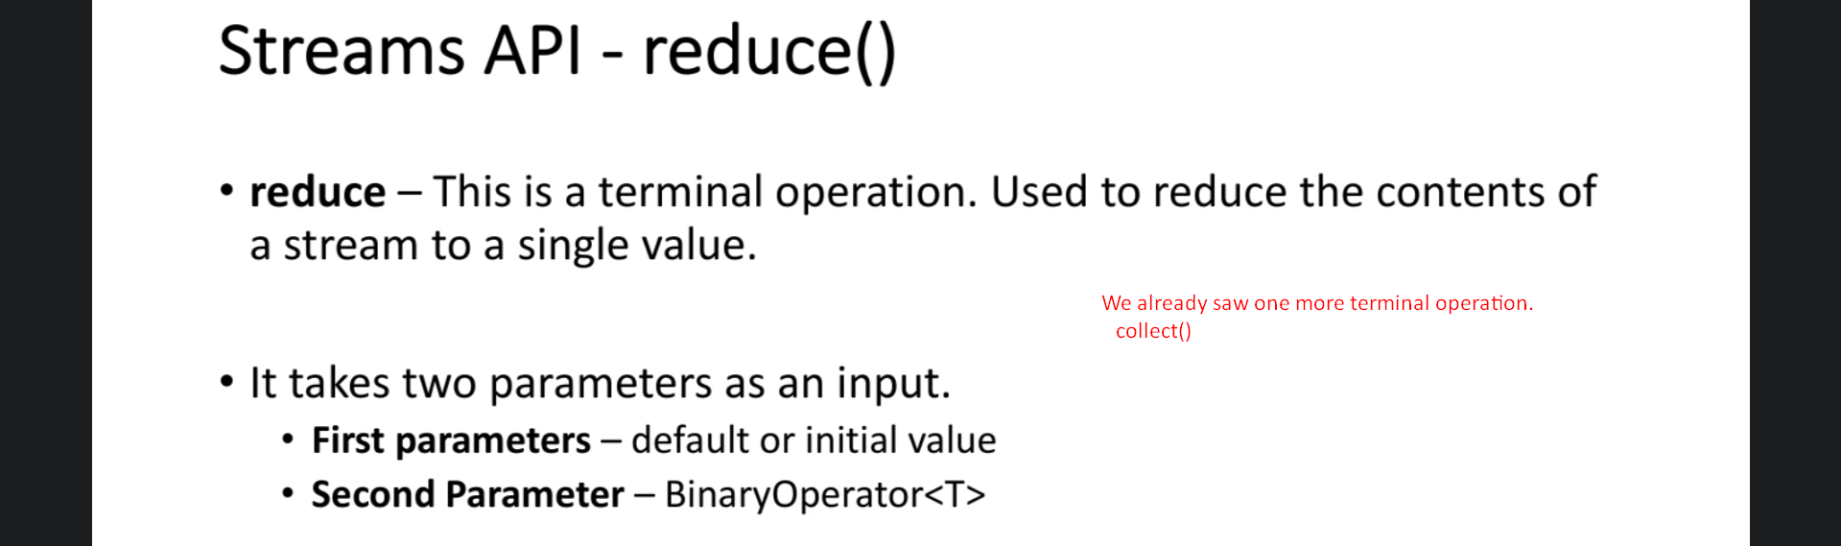 Streams API - reduce()
• reduce – This is a terminal operation. Used to reduce the contents of
a stream to a single value.
We already saw one more terminal operation.
collect()
• It takes two parameters as an input.
• First parameters – default or initial value
• Second Parameter – BinaryOperator<T>